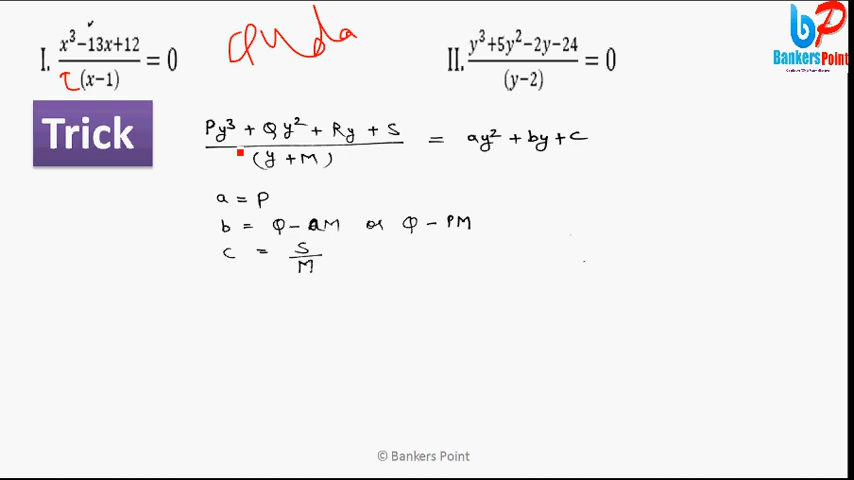 I. x³−13x+12 / (x−1) = 0
II. y³+5y²−2y−24 / (y−2) = 0
bp
BankersPoint
Trick
Py³ + Qy² + Ry + S / (y + M) = ay² + by + c
a = P
b = Q − aM or Q − PM
c = S / M
© Bankers Point